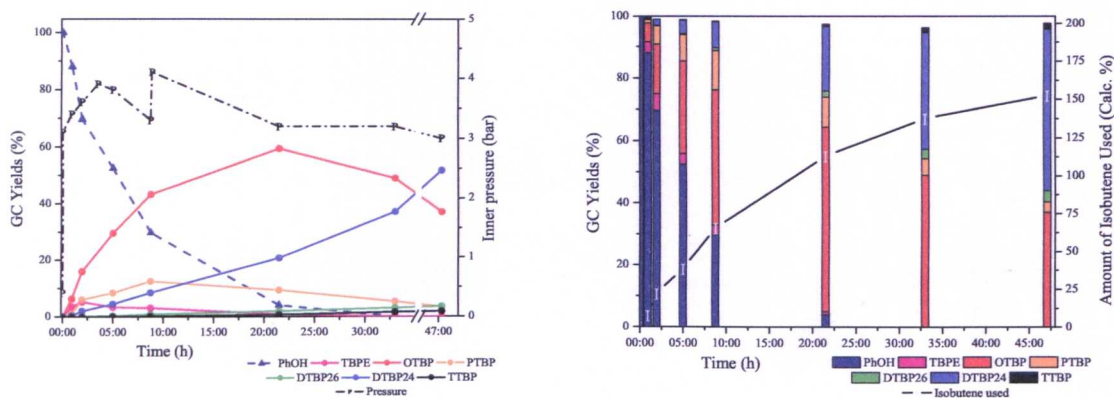 100
80
60
40
20
0
GC Yields (%)
5
4
3
2
1
0
Inner pressure (bar)
00:00 05:00 10:00 15:00 20:00 25:00 30:00 47:00
Time (h)
PhOH TBPE OTBP PTBP
DTBP26 DTBP24 TTBP
Pressure
100
80
60
40
20
0
GC Yields (%)
200
175
150
125
100
75
50
25
0
Amount of Isobutene Used (Calc. %)
00:00 05:00 10:00 15:00 20:00 25:00 30:00 35:00 40:00 45:00
Time (h)
PhOH TBPE OTBP PTBP
DTBP26 DTBP24 TTBP
Isobutene used